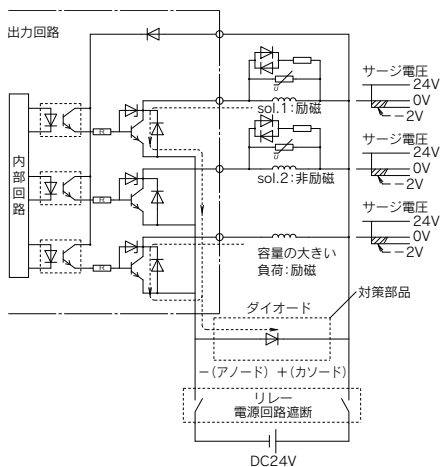 出力回路
サージ電圧
24V
0V
−2V
sol.1：励磁
サージ電圧
24V
0V
−2V
sol.2：非励磁
内部回路
サージ電圧
24V
0V
−2V
容量の大きい
負荷：励磁
対策部品
ダイオード
−（アノード） ＋（カソード）
リレー
電源回路遮断
DC24V